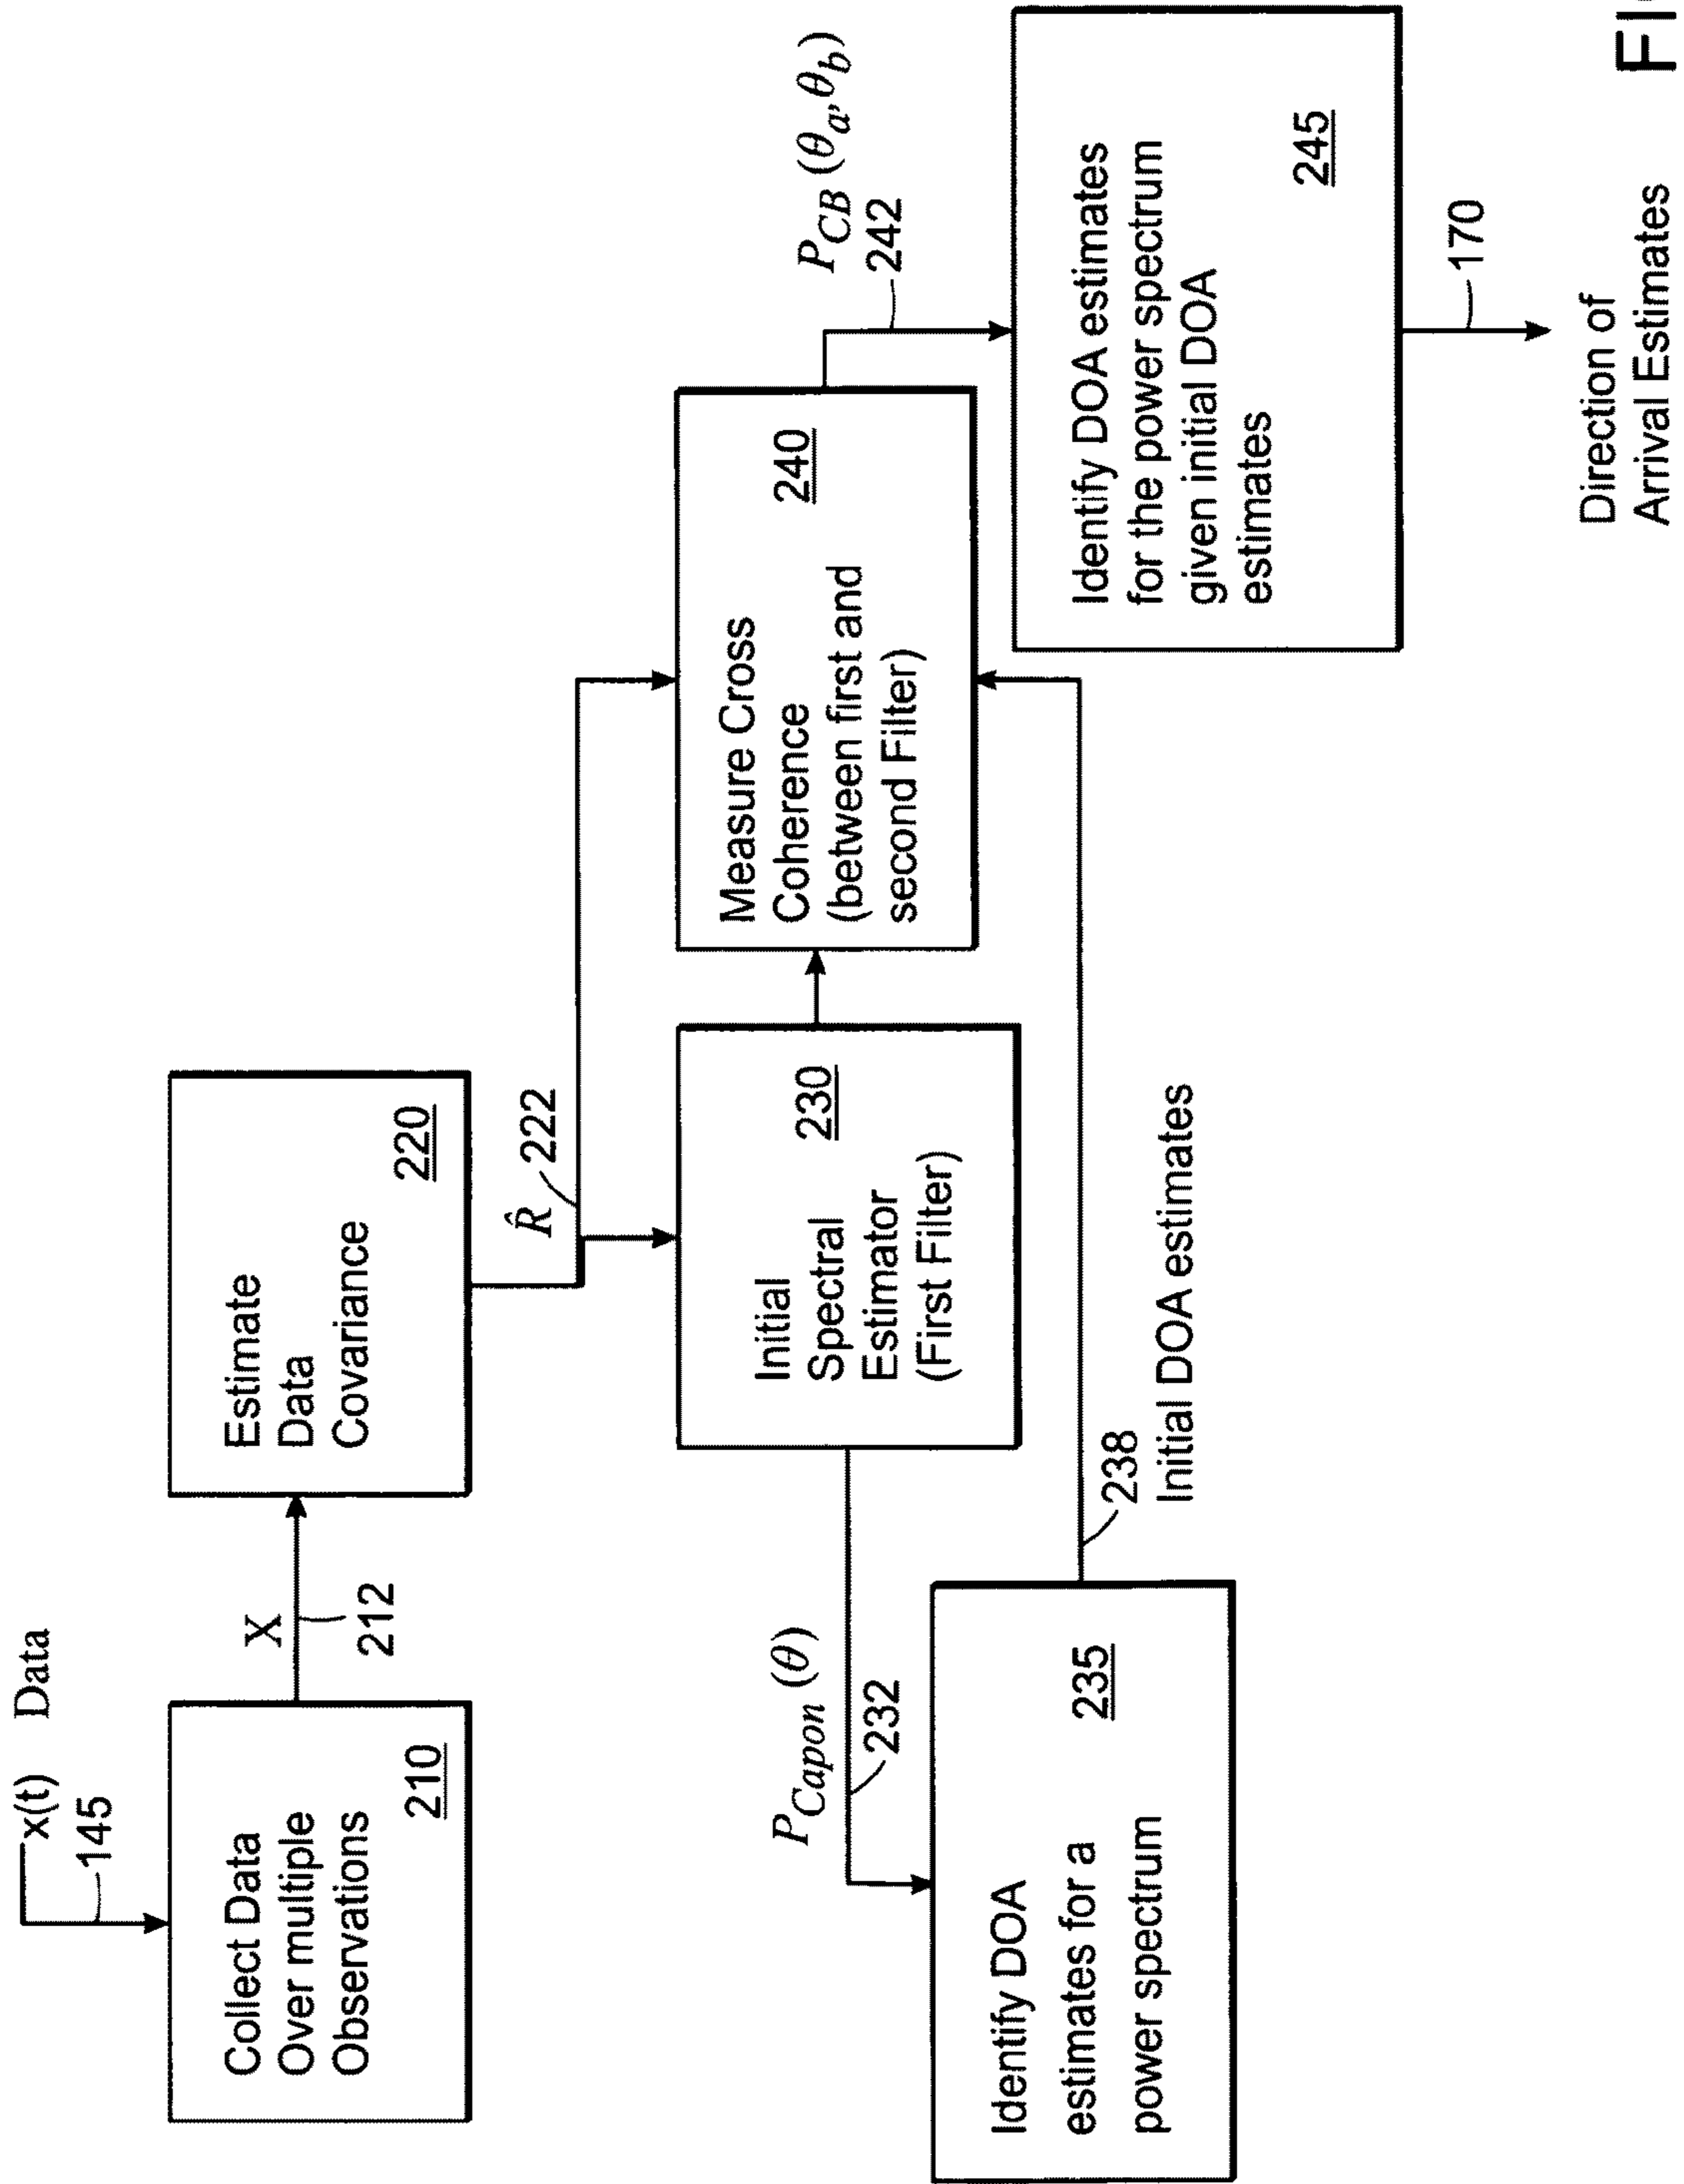 x(t) Data
145
Collect Data
Over multiple
Observations
210
X
212
Estimate
Data
Covariance
220
R̂
222
Initial
Spectral
Estimator
(First Filter)
230
P_Capon (θ)
232
Identify DOA
estimates for a
power spectrum
235
238
Initial DOA estimates
Measure Cross
Coherence
(between first and
second Filter)
240
P_CB (θ_a, θ_b)
242
Identify DOA estimates
for the power spectrum
given initial DOA
estimates
245
170
Direction of
Arrival Estimates